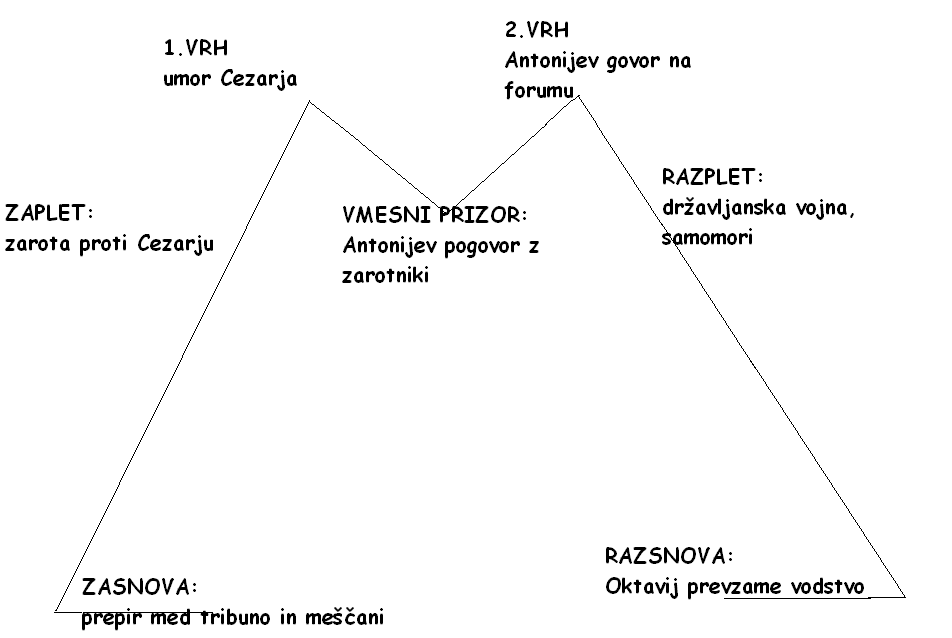 1.VRH
umor Cezarja
2.VRH
Antonijev govor na
forumu
ZAPLET:
zarota proti Cezarju
VMESNI PRIZOR:
Antonijev pogovor z
zarotniki
RAZPLET:
državljanska vojna,
samomori
ZASNOVA:
prepir med tribuno in meščani
RAZSNOVA:
Oktavij prevzame vodstvo